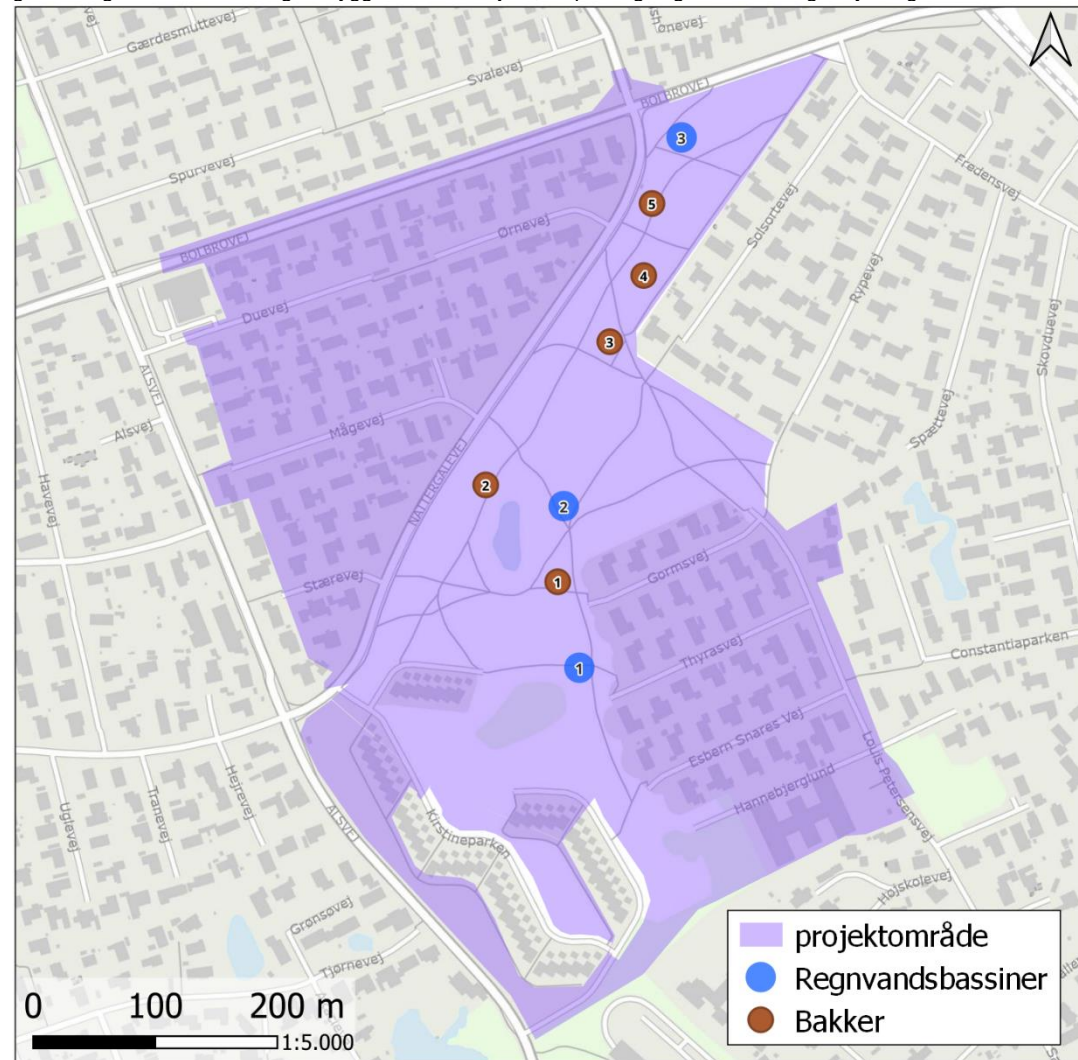 Gærdesmuttevej
Svalevej
BOLBROVEJ
Spurvevej
3
Fredensvej
5
Solsortevej
Ørnevej
BOLBROVEJ
4
Rypevej
Duevej
3
Skovduevej
ALSVEJ
Spættevej
Alsvej
Mågevej
NATTERGALEVEJ
Havevej
2
2
Gormsvej
Stærevej
1
Thyrasvej
Constantiaparken
1
Esbern Snares Vej
Hannebjerglund
Louis Petersensvej
Uglevej
Tranevej
Hejrevej
ALSVEJ
Kirstineparken
Højskolevej
Grønsøvej
Tjørnevej
projektområde
Regnvandsbassiner
Bakker
0 100 200 m
1:5.000